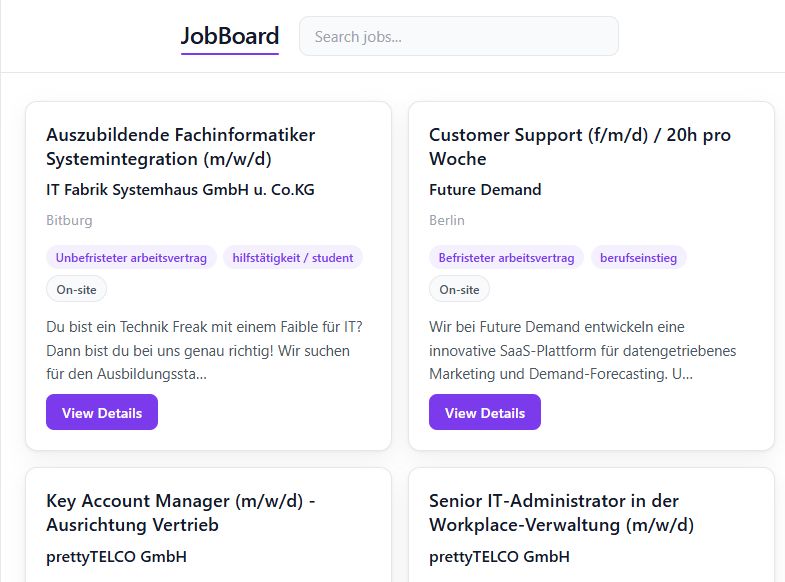 JobBoard
Search jobs...
Auszubildende Fachinformatiker
Systemintegration (m/w/d)
IT Fabrik Systemhaus GmbH u. Co.KG
Bitburg
Unbefristeter arbeitsvertrag
hilfstätigkeit / student
On-site
Du bist ein Technik Freak mit einem Faible für IT?
Dann bist du bei uns genau richtig! Wir suchen
für den Ausbildungssta...
View Details
Customer Support (f/m/d) / 20h pro
Woche
Future Demand
Berlin
Befristeter arbeitsvertrag
berufseinstieg
On-site
Wir bei Future Demand entwickeln eine
innovative SaaS-Plattform für datengetriebenes
Marketing und Demand-Forecasting. U...
View Details
Key Account Manager (m/w/d) -
Ausrichtung Vertrieb
prettyTELCO GmbH
Senior IT-Administrator in der
Workplace-Verwaltung (m/w/d)
prettyTELCO GmbH